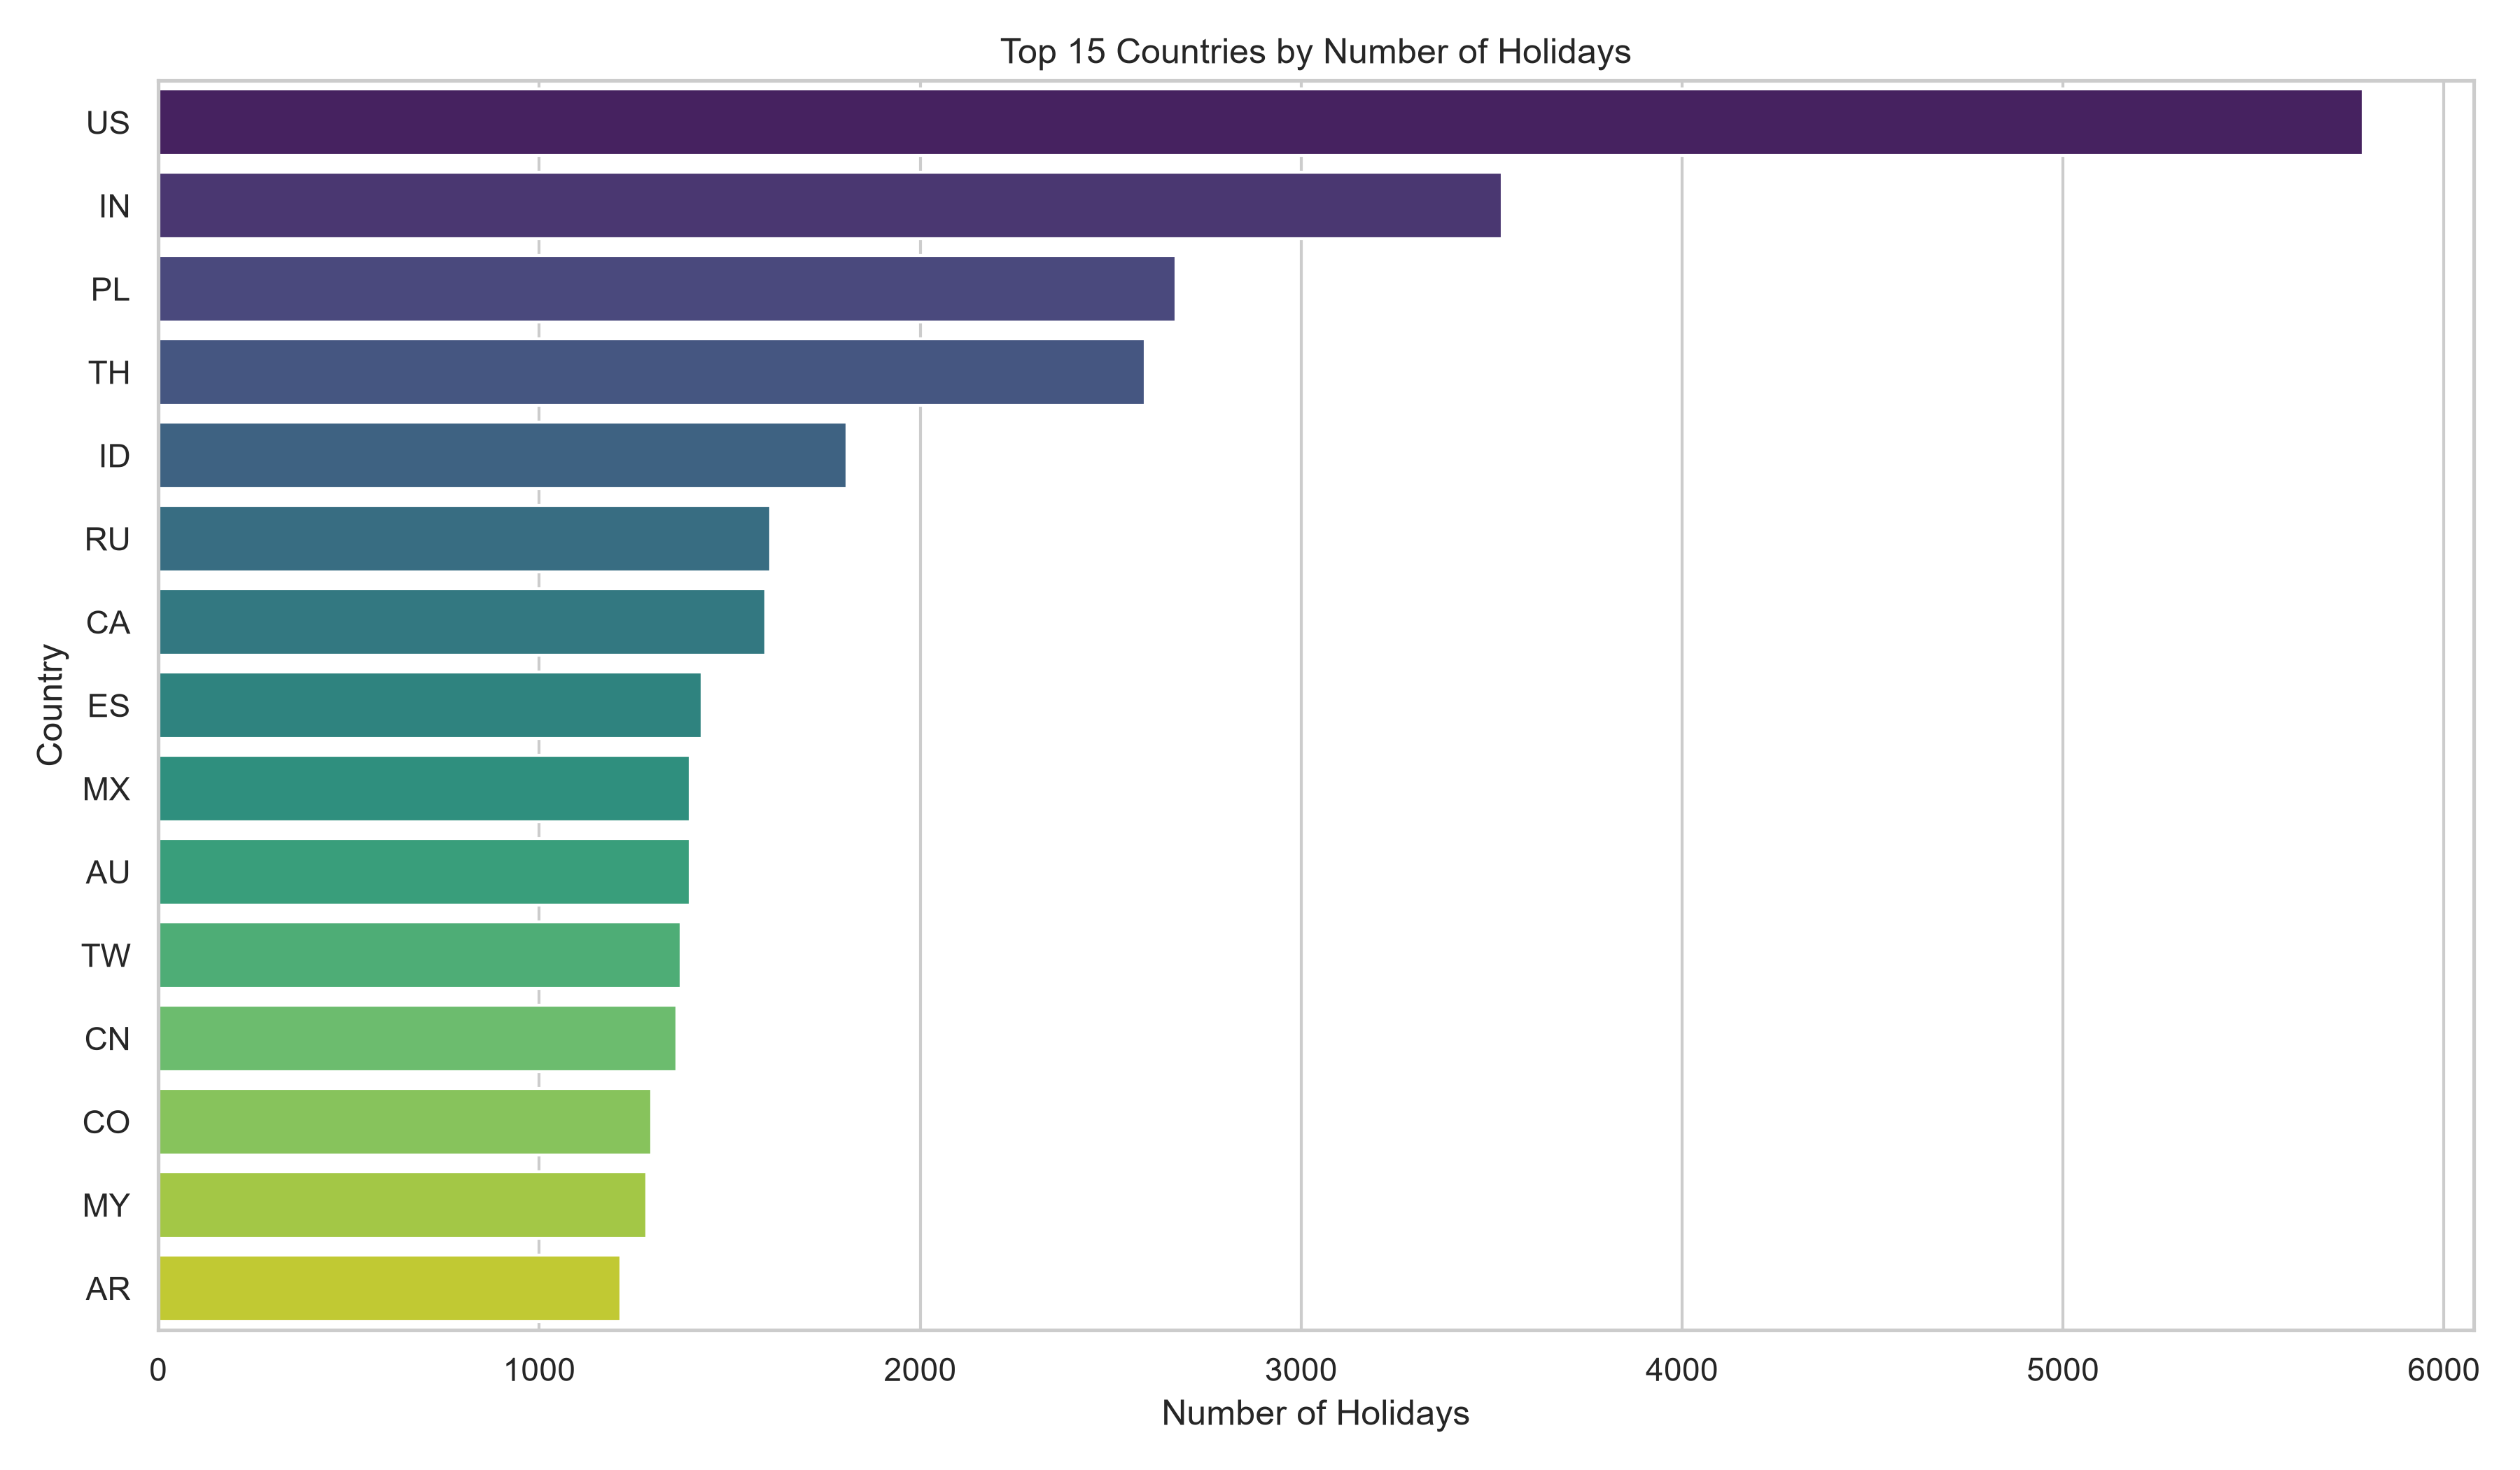 Top 15 Countries by Number of Holidays
US
IN
PL
TH
ID
RU
CA
ES
MX
AU
TW
CN
CO
MY
AR
Country
0 1000 2000 3000 4000 5000 6000
Number of Holidays